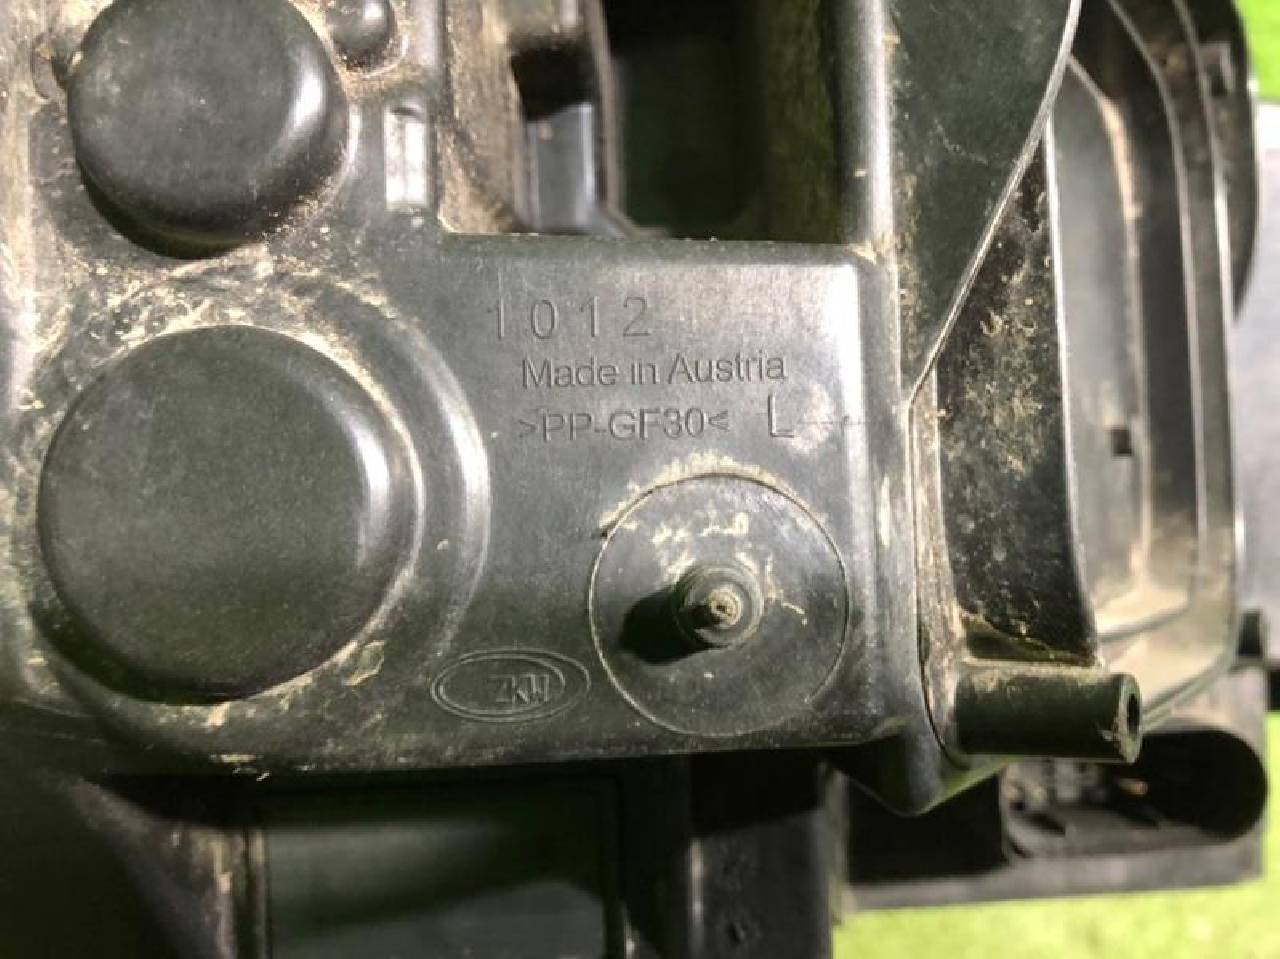 1012
Made in Austria
>PP-GF30< L
ZKW